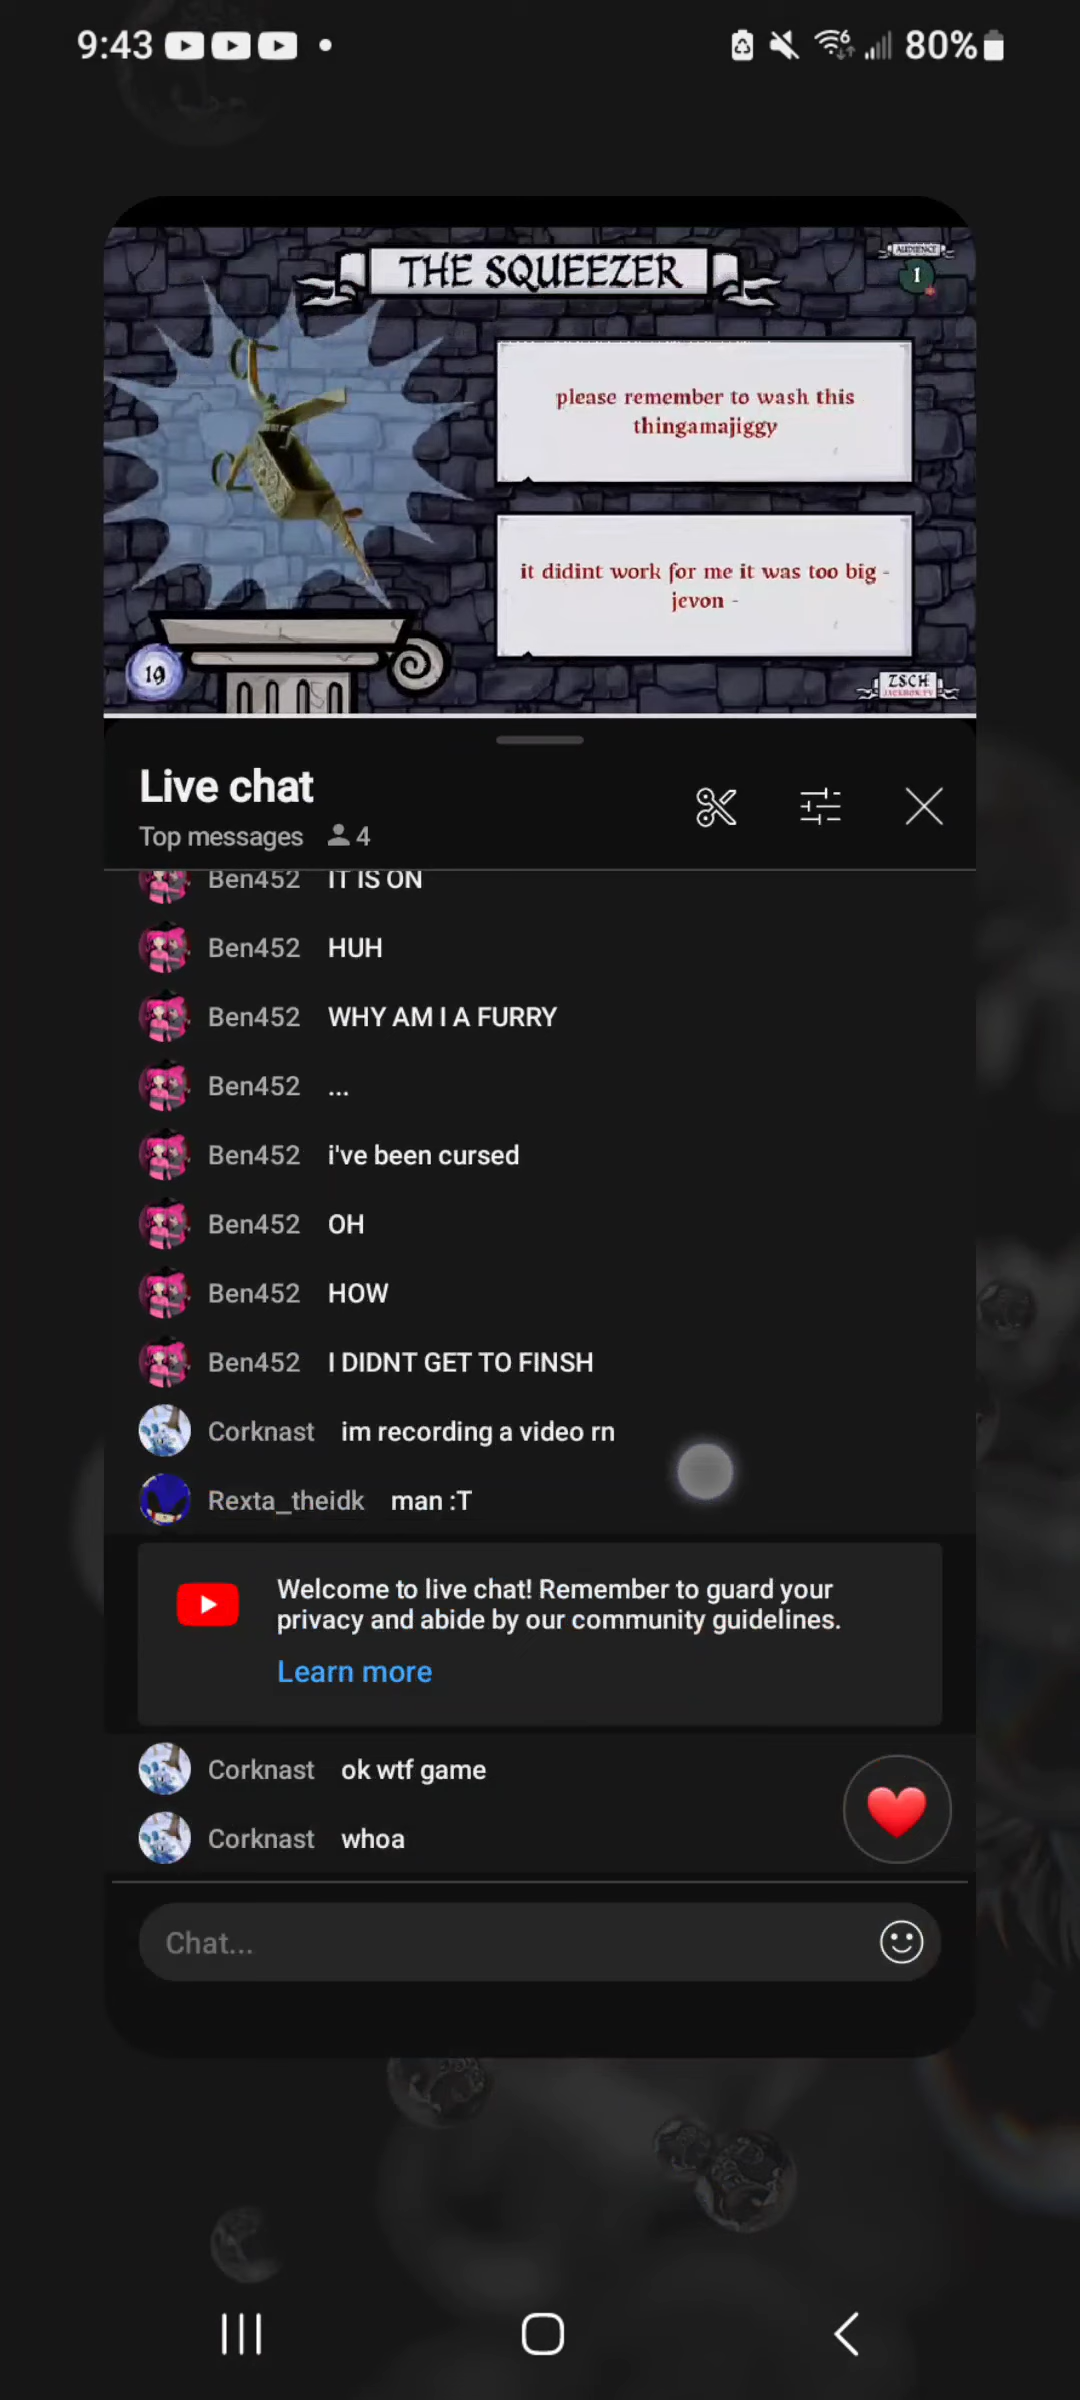 9:43
80%
THE SQUEEZER
AUDIENCE
1
please remember to wash this
thingamajiggy
it didint work for me it was too big -
jevon -
19
ZSCH
JACKBOX.TV
Live chat
Top messages 4
Ben452 IT IS ON
Ben452 HUH
Ben452 WHY AM I A FURRY
Ben452 ...
Ben452 i've been cursed
Ben452 OH
Ben452 HOW
Ben452 I DIDNT GET TO FINSH
Corknast im recording a video rn
Rexta_theidk man :T
Welcome to live chat! Remember to guard your
privacy and abide by our community guidelines.
Learn more
Corknast ok wtf game
Corknast whoa
Chat...